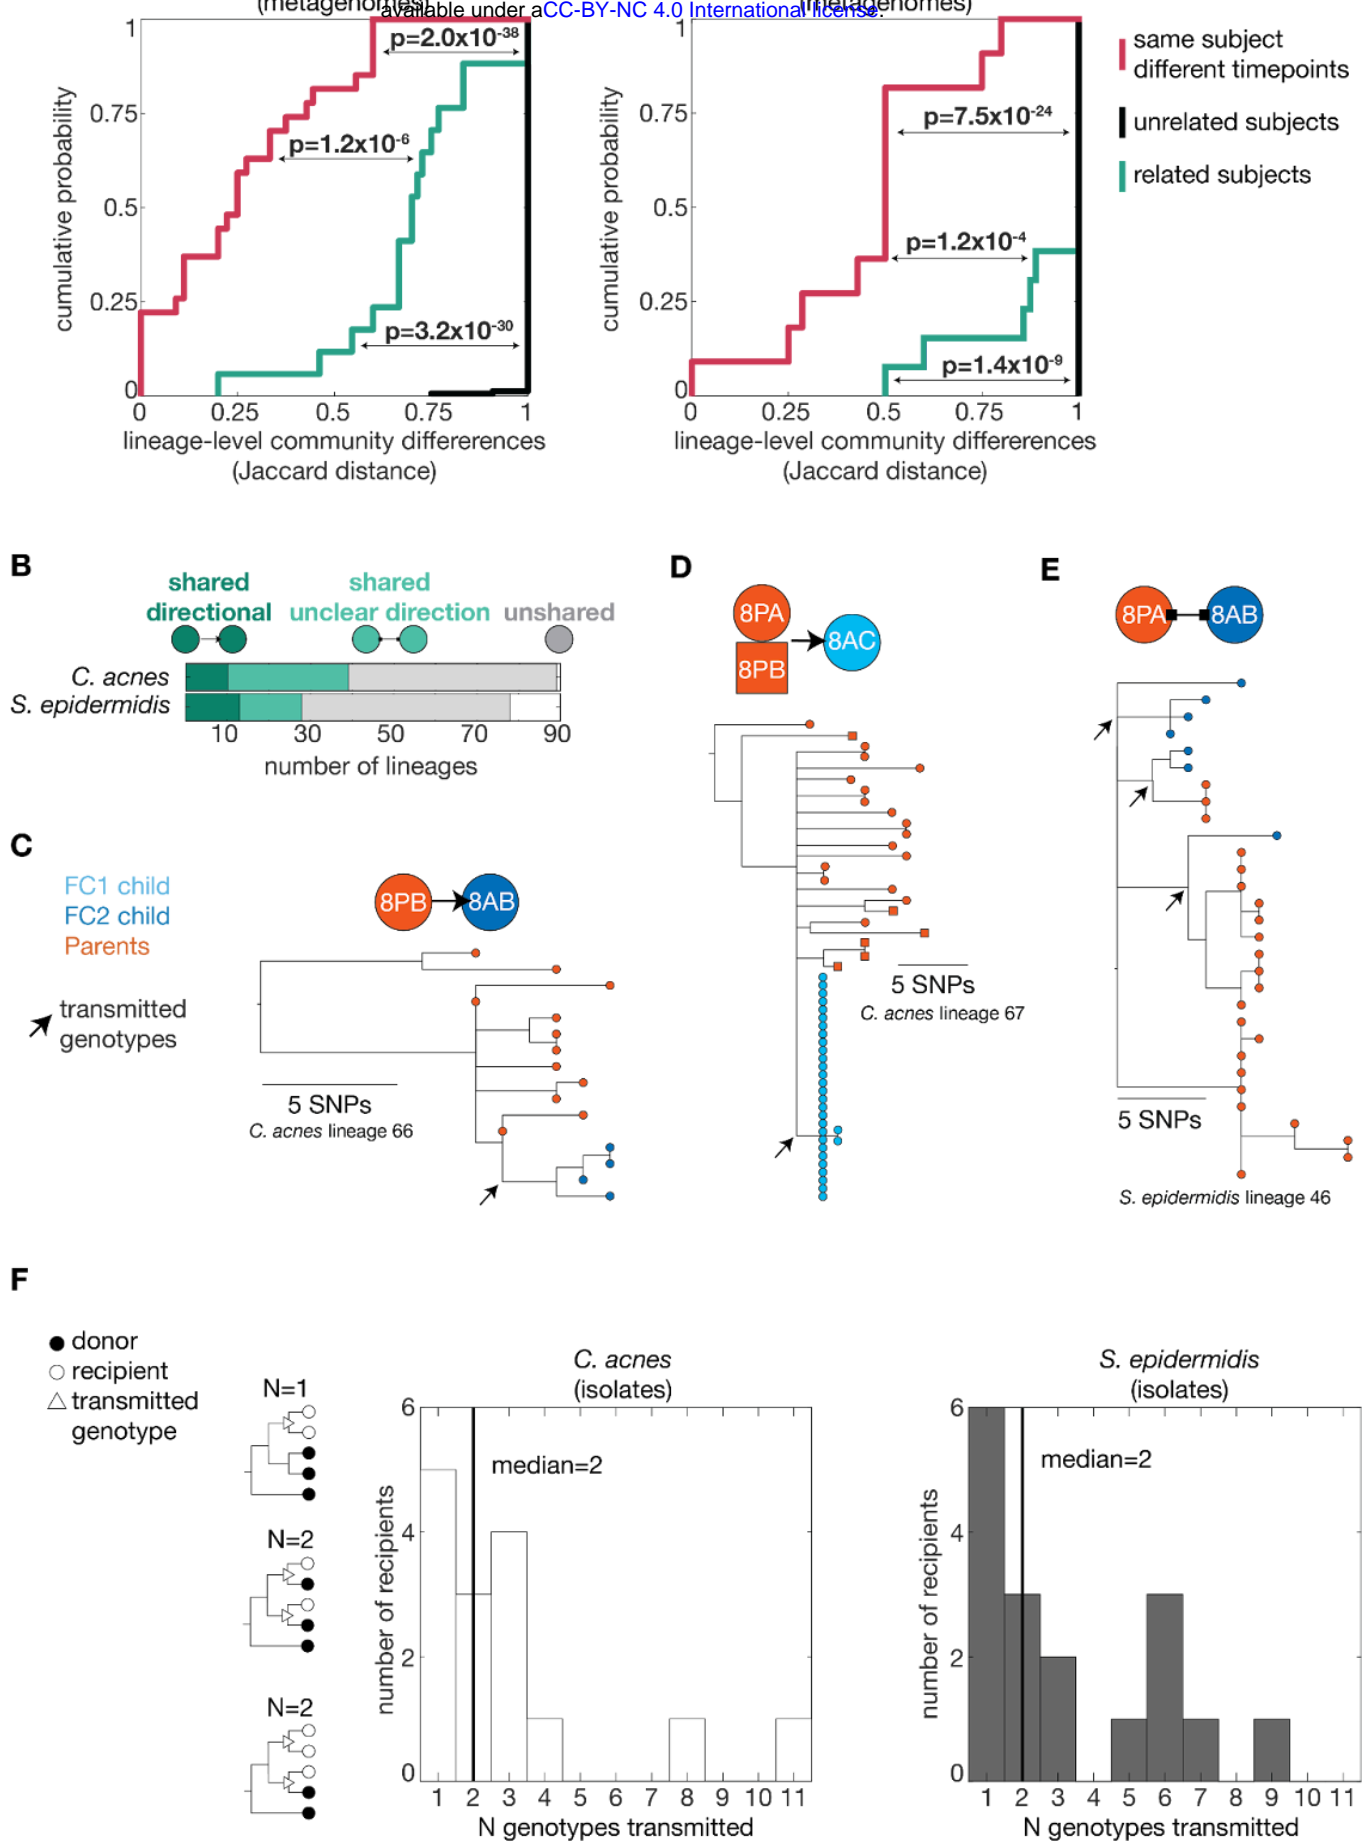 (metagenomes)
(metagenomes)
available under aCC-BY-NC 4.0 International license.
1
0.75
0.5
0.25
0
cumulative probability
p=2.0x10-38
p=1.2x10-6
p=3.2x10-30
0 0.25 0.5 0.75 1
lineage-level community differerences
(Jaccard distance)
1
0.75
0.5
0.25
0
cumulative probability
p=7.5x10-24
p=1.2x10-4
p=1.4x10-9
0 0.25 0.5 0.75 1
lineage-level community differerences
(Jaccard distance)
same subject
different timepoints
unrelated subjects
related subjects
B
shared
directional
shared
unclear direction
unshared
C. acnes
S. epidermidis
10 30 50 70 90
number of lineages
C
FC1 child
FC2 child
Parents
transmitted
genotypes
8PB
8AB
5 SNPs
C. acnes lineage 66
D
8PA
8PB
8AC
5 SNPs
C. acnes lineage 67
E
8PA
8AB
5 SNPs
S. epidermidis lineage 46
F
donor
recipient
transmitted
genotype
N=1
N=2
N=2
C. acnes
(isolates)
median=2
6
4
2
0
number of recipients
1 2 3 4 5 6 7 8 9 10 11
N genotypes transmitted
S. epidermidis
(isolates)
median=2
6
4
2
0
number of recipients
1 2 3 4 5 6 7 8 9 10 11
N genotypes transmitted